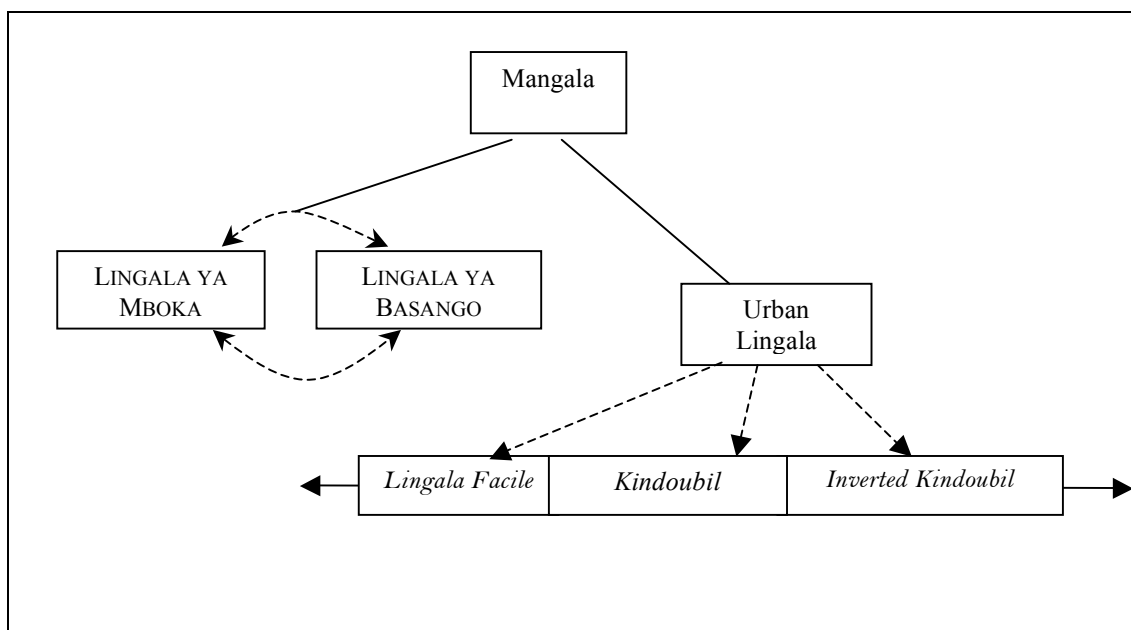 Mangala
LINGALA YA
MBOKA
LINGALA YA
BASANGO
Urban
Lingala
Lingala Facile
Kindoubil
Inverted Kindoubil